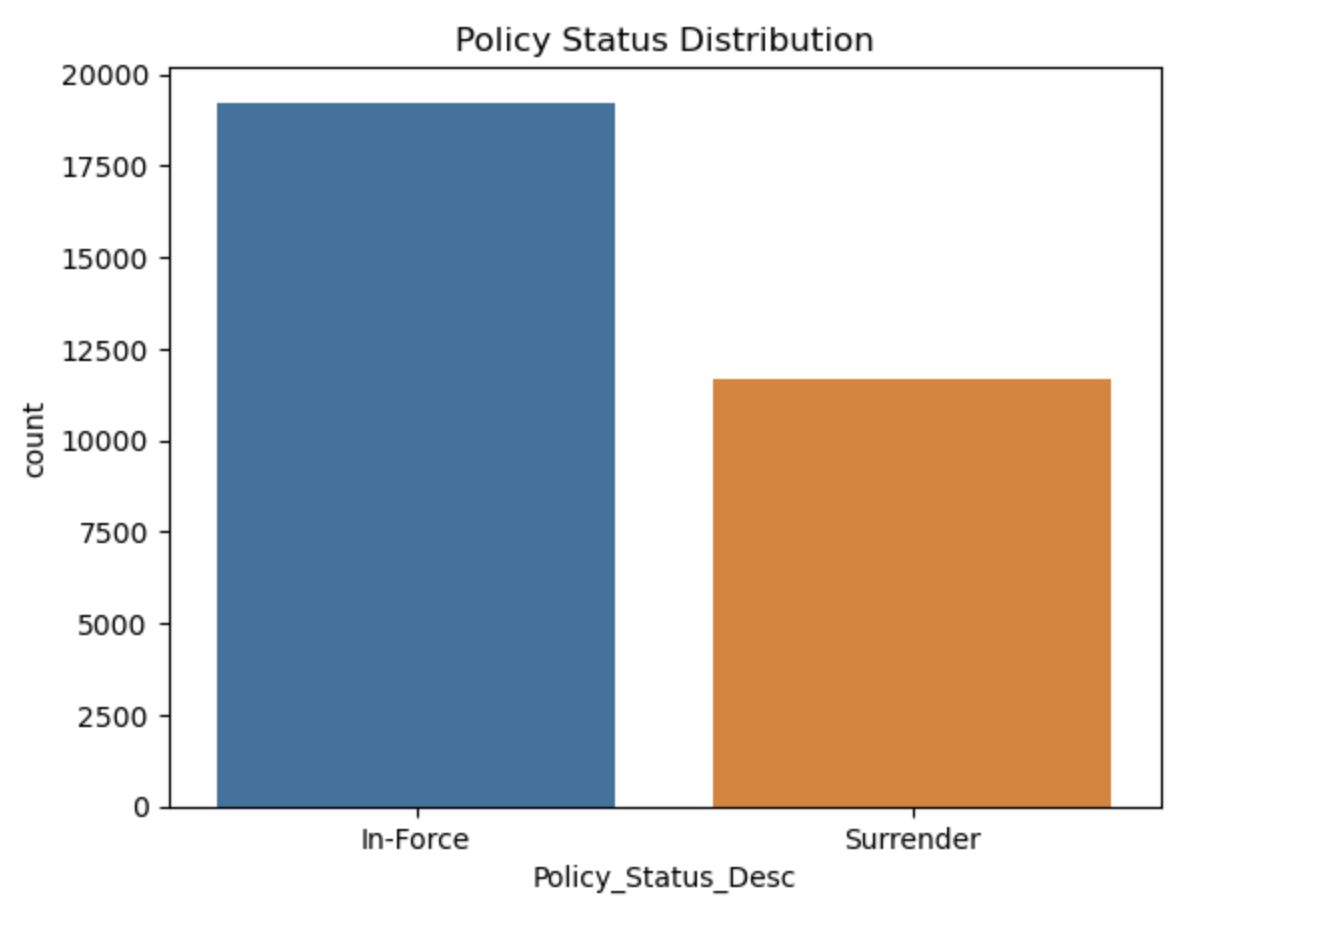 Policy Status Distribution
20000
17500
15000
12500
10000
7500
5000
2500
0
count
In-Force
Surrender
Policy_Status_Desc